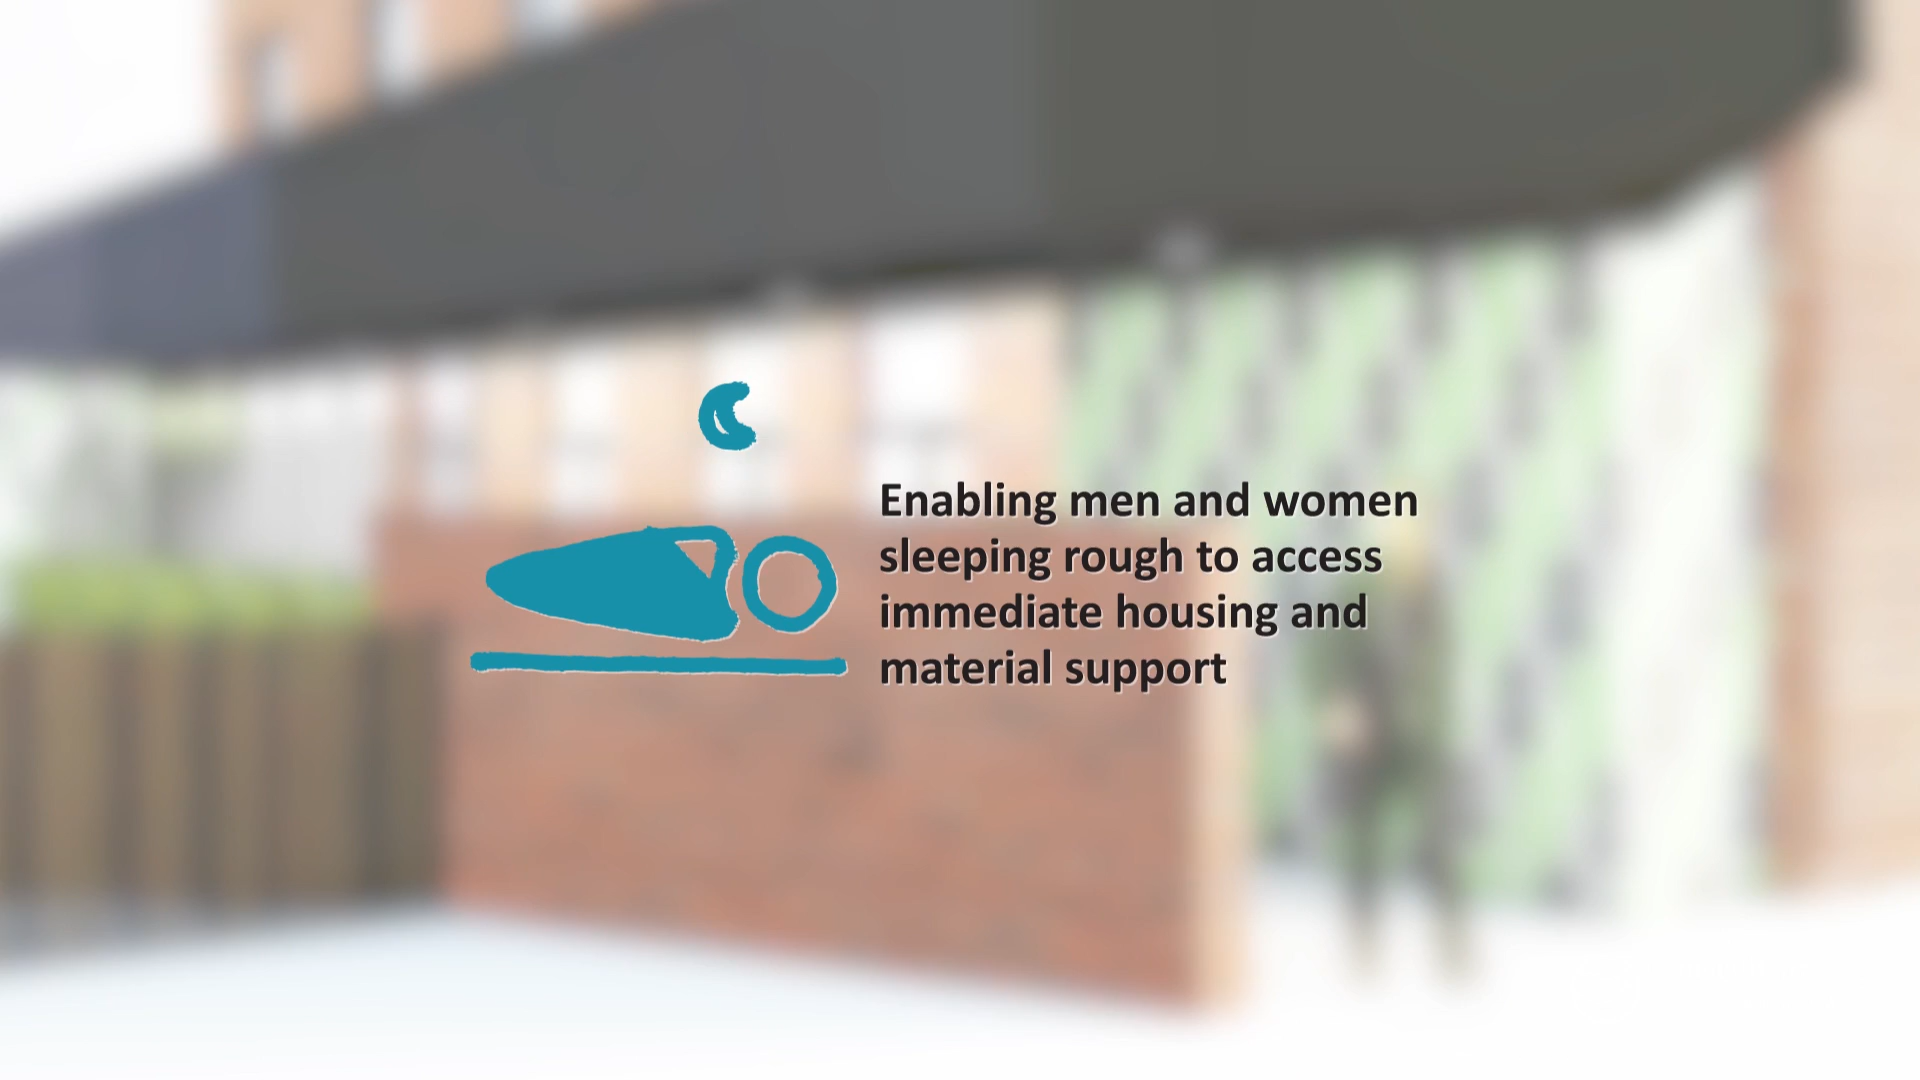 Enabling men and women
sleeping rough to access
immediate housing and
material support